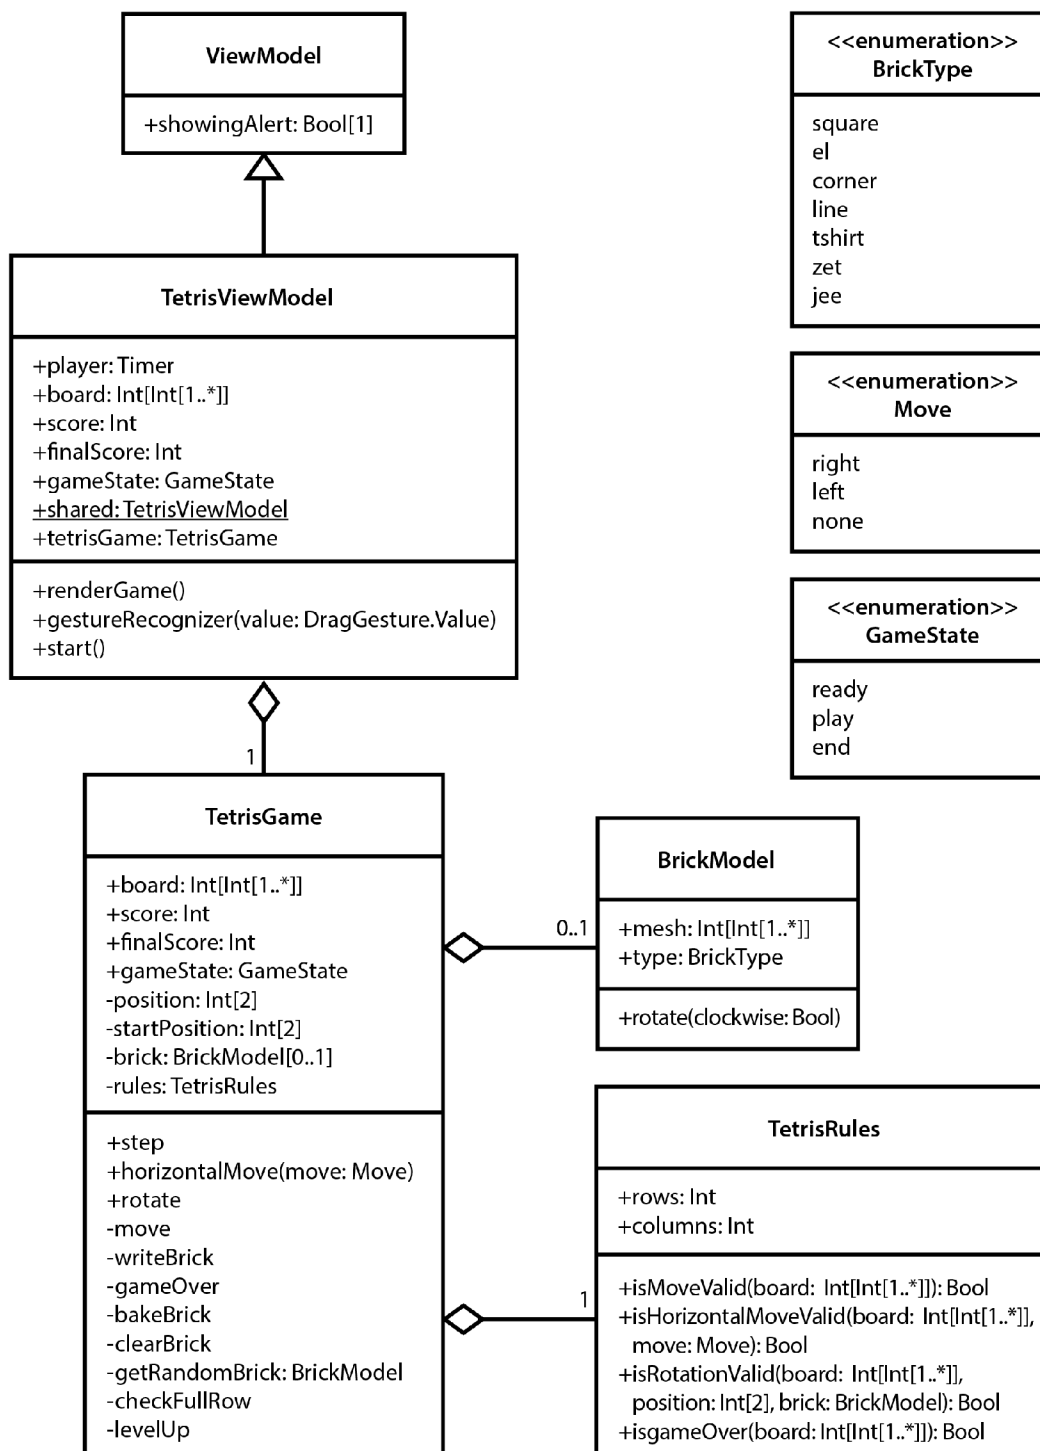 ViewModel
+showingAlert: Bool[1]
TetrisViewModel
+player: Timer
+board: Int[Int[1..*]]
+score: Int
+finalScore: Int
+gameState: GameState
+shared: TetrisViewModel
+tetrisGame: TetrisGame
+renderGame()
+gestureRecognizer(value: DragGesture.Value)
+start()
1
TetrisGame
+board: Int[Int[1..*]]
+score: Int
+finalScore: Int
+gameState: GameState
-position: Int[2]
-startPosition: Int[2]
-brick: BrickModel[0..1]
-rules: TetrisRules
+step
+horizontalMove(move: Move)
+rotate
-move
-writeBrick
-gameOver
-bakeBrick
-clearBrick
-getRandomBrick: BrickModel
-checkFullRow
-levelUp
<<enumeration>>
BrickType
square
el
corner
line
tshirt
zet
jee
<<enumeration>>
Move
right
left
none
<<enumeration>>
GameState
ready
play
end
0..1
BrickModel
+mesh: Int[Int[1..*]]
+type: BrickType
+rotate(clockwise: Bool)
1
TetrisRules
+rows: Int
+columns: Int
+isMoveValid(board: Int[Int[1..*]]): Bool
+isHorizontalMoveValid(board: Int[Int[1..*]],
move: Move): Bool
+isRotationValid(board: Int[Int[1..*]],
position: Int[2], brick: BrickModel): Bool
+isgameOver(board: Int[Int[1..*]]): Bool